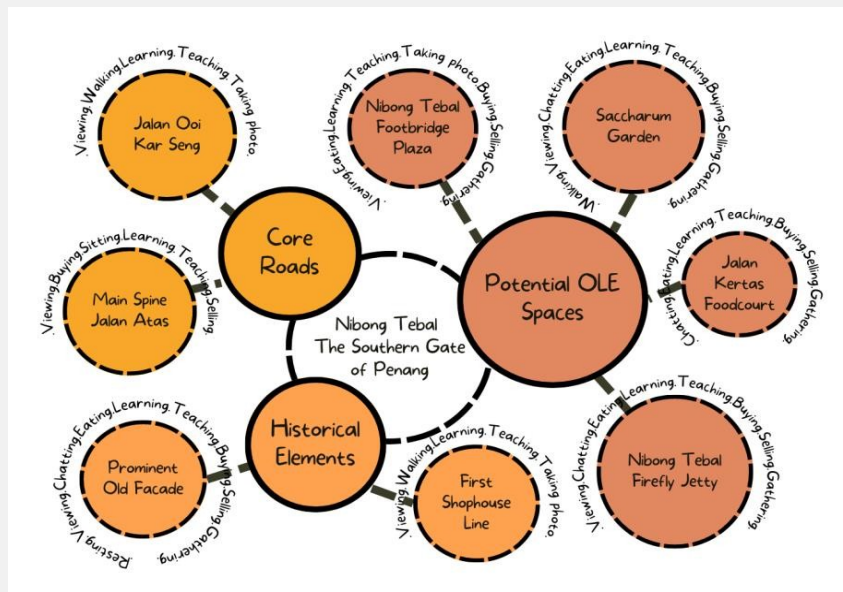 .Viewing.Walking.Learning.Teaching.Taking photo.
Jalan Ooi
Kar Seng
.Viewing.Eating.Learning.Teaching.Taking photo.Buying.Selling.Gathering.
Nibong Tebal
Footbridge
Plaza
.Walking.Viewing.Chatting.Eating.Learning.Teaching.Buying.Selling.Gathering.
Saccharum
Garden
Core
Roads
Potential OLE
Spaces
.Chatting.Eating.Learning.Teaching.Buying.Selling.Gathering.
Jalan
Kertas
Foodcourt
.Viewing.Buying.Sitting.Learning.Teaching.Selling.
Main Spine
Jalan Atas
Nibong Tebal
The Southern Gate
of Penang
Historical
Elements
.Resting.Viewing.Chatting.Eating.Learning.Teaching.Buying.Selling.Gathering.
Prominent
Old Facade
.Viewing.Walking.Learning.Teaching.Taking photo.
First
Shophouse
Line
.Viewing.Chatting.Eating.Learning.Teaching.Buying.Selling.Gathering.
Nibong Tebal
Firefly Jetty